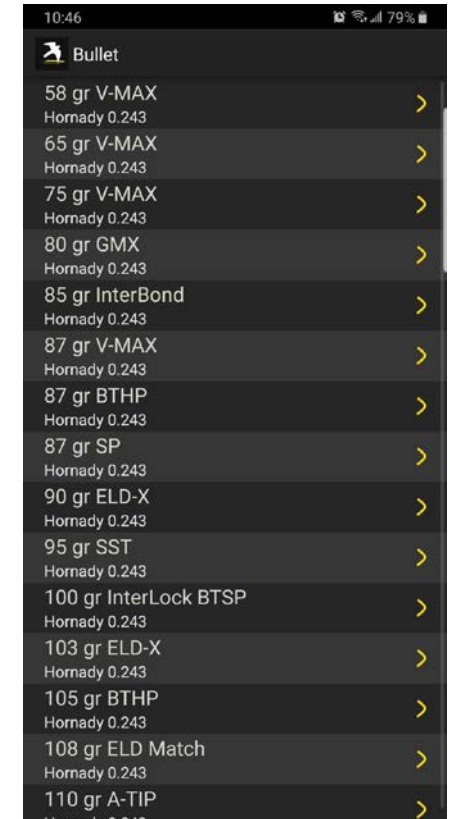 10:46
79%
Bullet
58 gr V-MAX
Hornady 0.243
65 gr V-MAX
Hornady 0.243
75 gr V-MAX
Hornady 0.243
80 gr GMX
Hornady 0.243
85 gr InterBond
Hornady 0.243
87 gr V-MAX
Hornady 0.243
87 gr BTHP
Hornady 0.243
87 gr SP
Hornady 0.243
90 gr ELD-X
Hornady 0.243
95 gr SST
Hornady 0.243
100 gr InterLock BTSP
Hornady 0.243
103 gr ELD-X
Hornady 0.243
105 gr BTHP
Hornady 0.243
108 gr ELD Match
Hornady 0.243
110 gr A-TIP